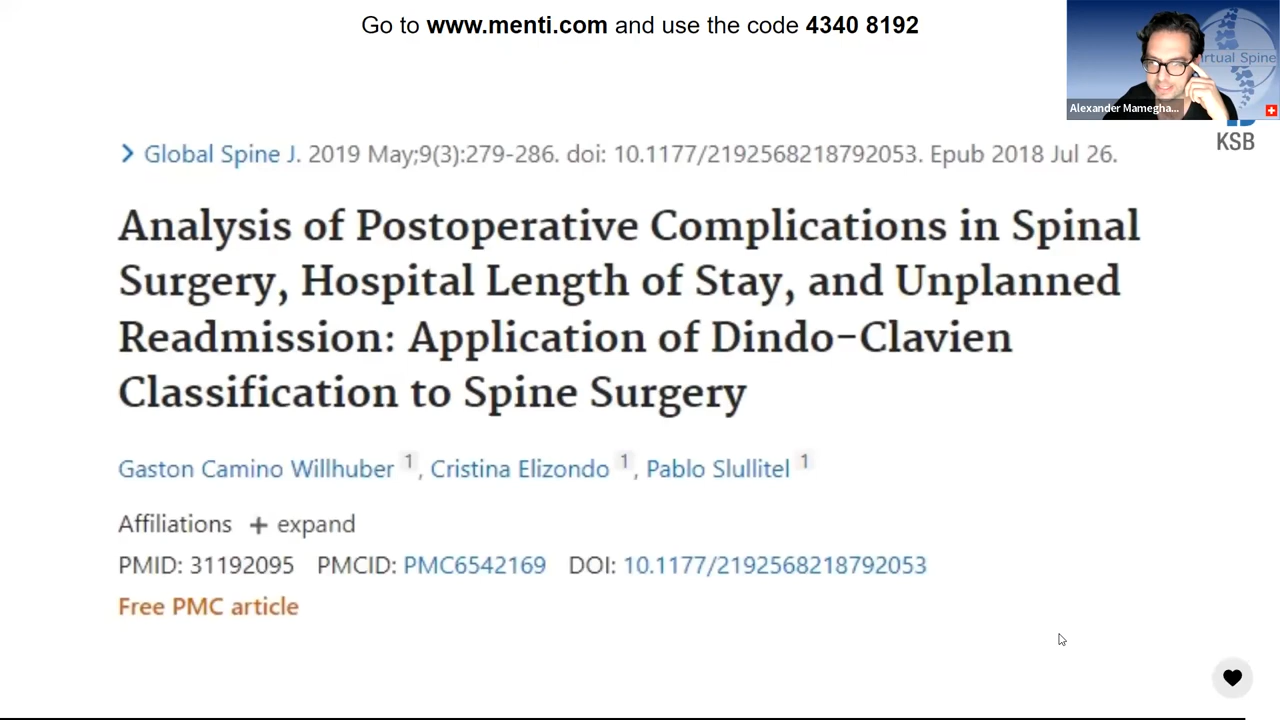 Go to www.menti.com and use the code 4340 8192
rtual Spine
Alexander Mamegha...
KSB
Global Spine J. 2019 May;9(3):279-286. doi: 10.1177/2192568218792053. Epub 2018 Jul 26.
Analysis of Postoperative Complications in Spinal
Surgery, Hospital Length of Stay, and Unplanned
Readmission: Application of Dindo-Clavien
Classification to Spine Surgery
Gaston Camino Willhuber 1, Cristina Elizondo 1, Pablo Slullitel 1
Affiliations + expand
PMID: 31192095 PMCID: PMC6542169 DOI: 10.1177/2192568218792053
Free PMC article